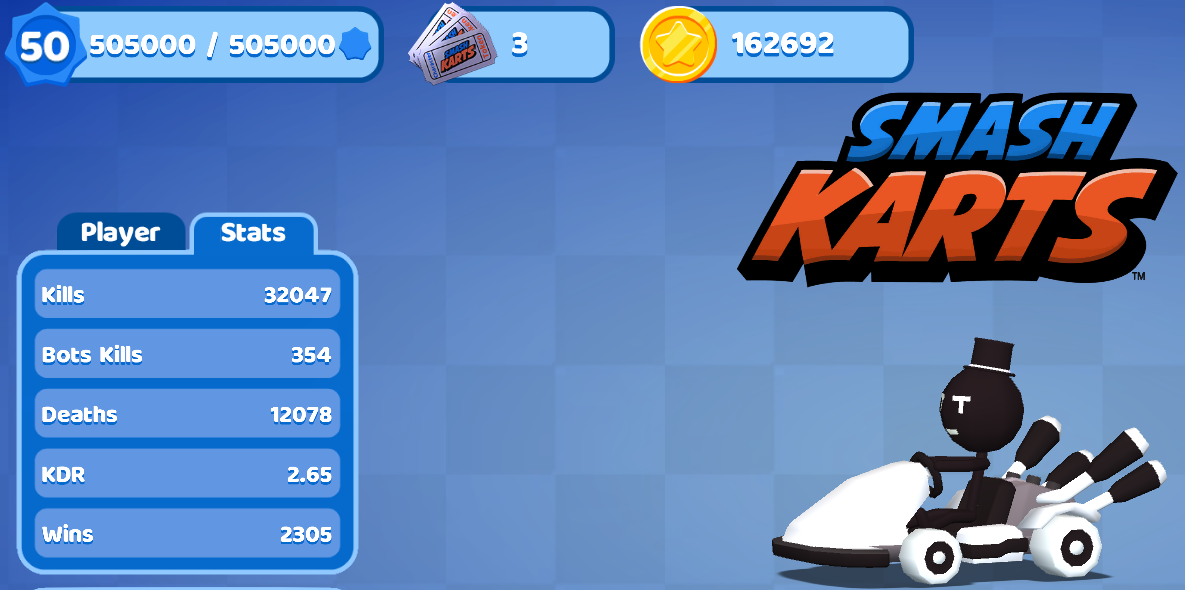 50 505000 / 505000 3 162692
SMASH
KARTS
TM
Player Stats
Kills 32047
Bots Kills 354
Deaths 12078
KDR 2.65
Wins 2305
SMASH
KARTS
T